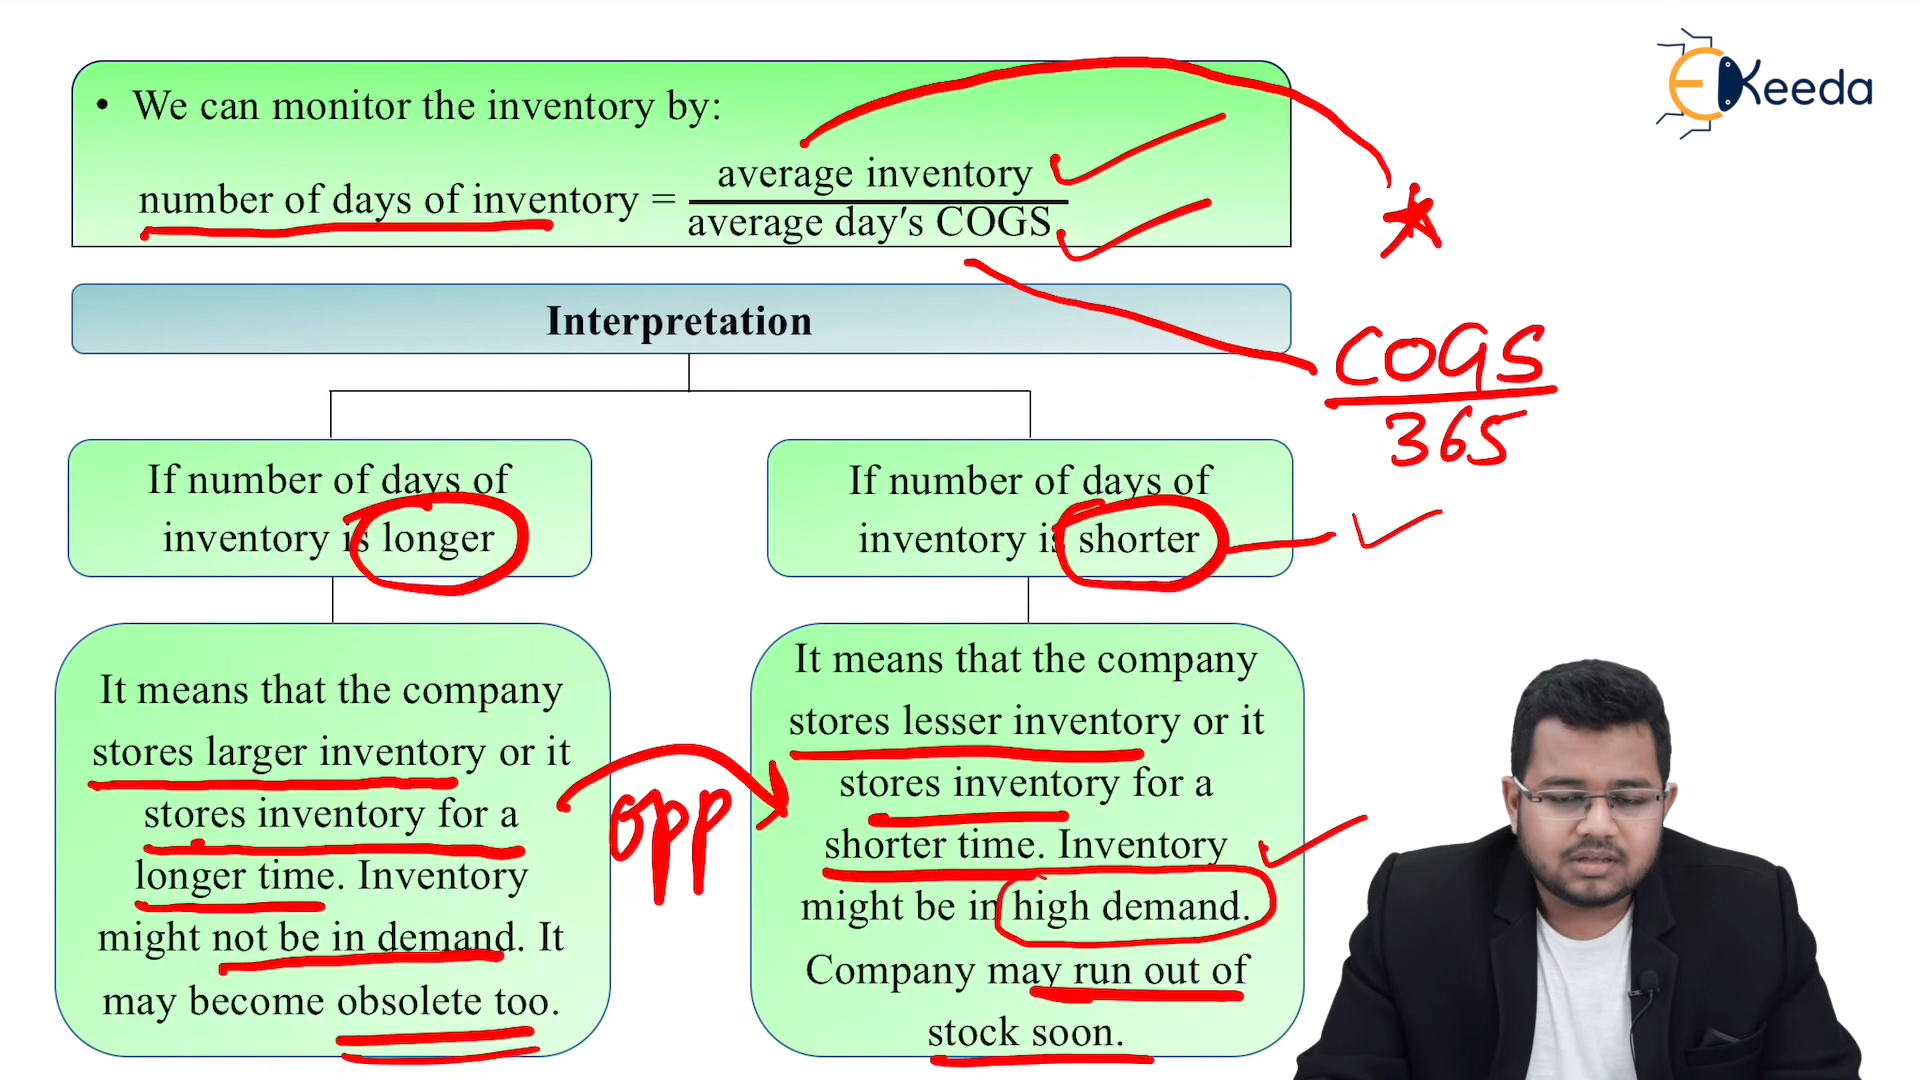 EKeeda
• We can monitor the inventory by:
number of days of inventory = average inventory / average day's COGS
COGS
365
Interpretation
If number of days of
inventory is longer
It means that the company
stores larger inventory or it
stores inventory for a
longer time. Inventory
might not be in demand. It
may become obsolete too.
opp
If number of days of
inventory is shorter
It means that the company
stores lesser inventory or it
stores inventory for a
shorter time. Inventory
might be in high demand.
Company may run out of
stock soon.